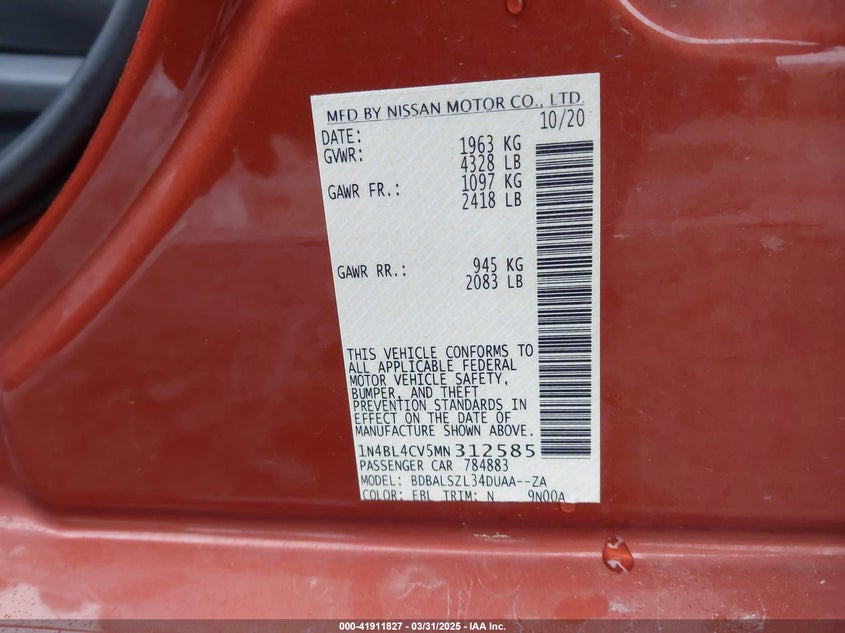 MFD BY NISSAN MOTOR CO., LTD.
DATE: 10/20
GVWR: 1963 KG
4328 LB
GAWR FR.: 1097 KG
2418 LB
GAWR RR.: 945 KG
2083 LB
THIS VEHICLE CONFORMS TO
ALL APPLICABLE FEDERAL
MOTOR VEHICLE SAFETY,
BUMPER, AND THEFT
PREVENTION STANDARDS IN
EFFECT ON THE DATE OF
MANUFACTURE SHOWN ABOVE.
1N4BL4CV5MN312585
PASSENGER CAR 784883
MODEL: BDBALSZL34DUAA--ZA
COLOR: EBL TRIM: N 9N00A
000-41911827 - 03/31/2025 - IAA Inc.